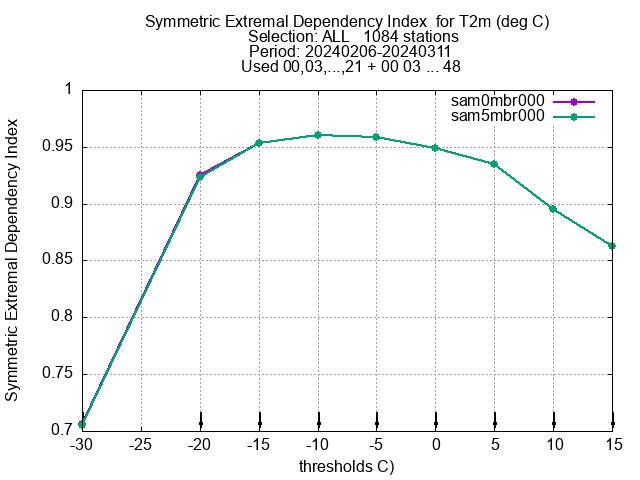 Symmetric Extremal Dependency Index  for T2m (deg C)
Selection: ALL   1084 stations
Period: 20240206-20240311
Used 00,03,...,21 + 00 03 ... 48
sam0mbr000
sam5mbr000
Symmetric Extremal Dependency Index
1
0.95
0.9
0.85
0.8
0.75
0.7
-30 -25 -20 -15 -10 -5 0 5 10 15
thresholds C)